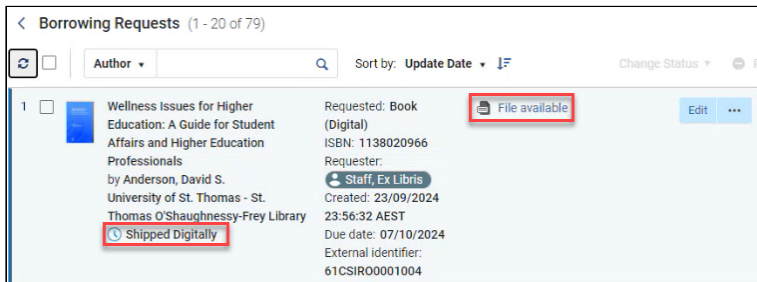 Borrowing Requests (1 - 20 of 79)
Author
Sort by: Update Date
Change Status
1
Wellness Issues for Higher
Education: A Guide for Student
Affairs and Higher Education
Professionals
by Anderson, David S.
University of St. Thomas - St.
Thomas O'Shaughnessy-Frey Library
Shipped Digitally
Requested: Book
(Digital)
ISBN: 1138020966
Requester:
Staff, Ex Libris
Created: 23/09/2024
23:56:32 AEST
Due date: 07/10/2024
External identifier:
61CSIRO0001004
File available
Edit